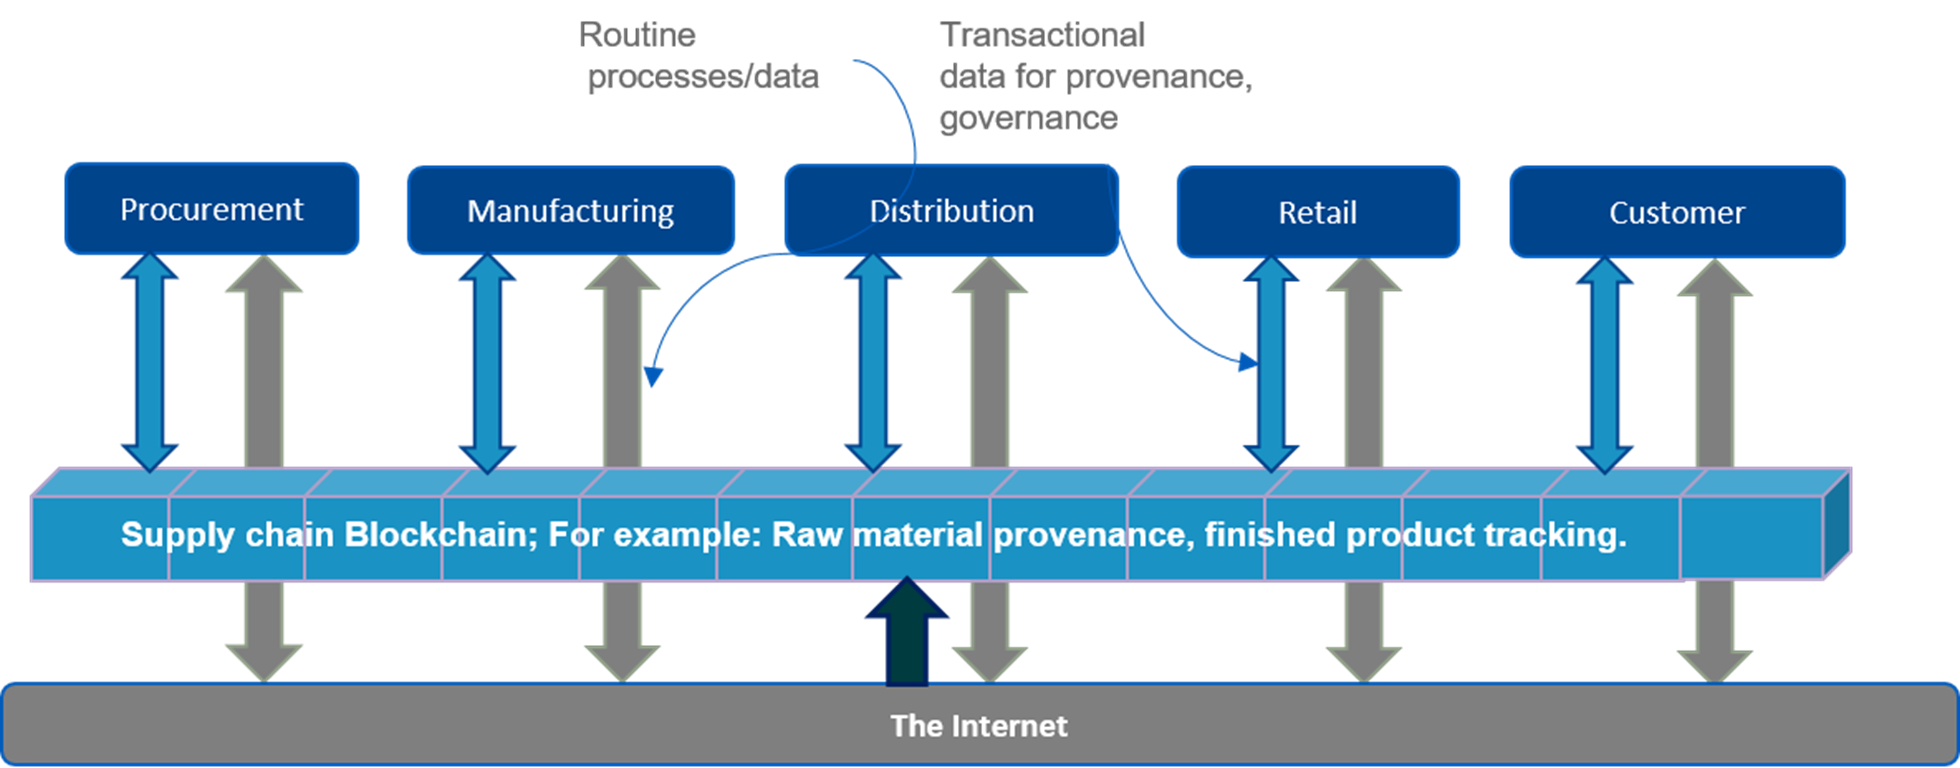 Routine
processes/data
Transactional
data for provenance,
governance
Procurement
Manufacturing
Distribution
Retail
Customer
Supply chain Blockchain; For example: Raw material provenance, finished product tracking.
The Internet